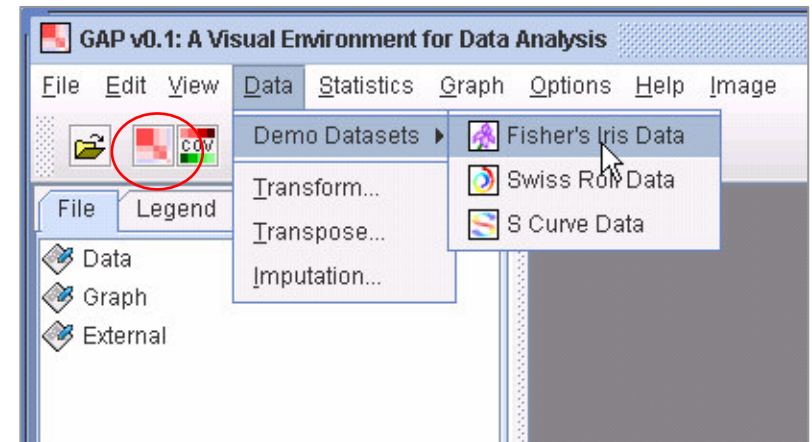 GAP v0.1: A Visual Environment for Data Analysis
File Edit View Data Statistics Graph Options Help Image
COV
Demo Datasets
Fisher's Iris Data
Swiss Roll Data
S Curve Data
Transform...
Transpose...
Imputation...
File Legend
Data
Graph
External